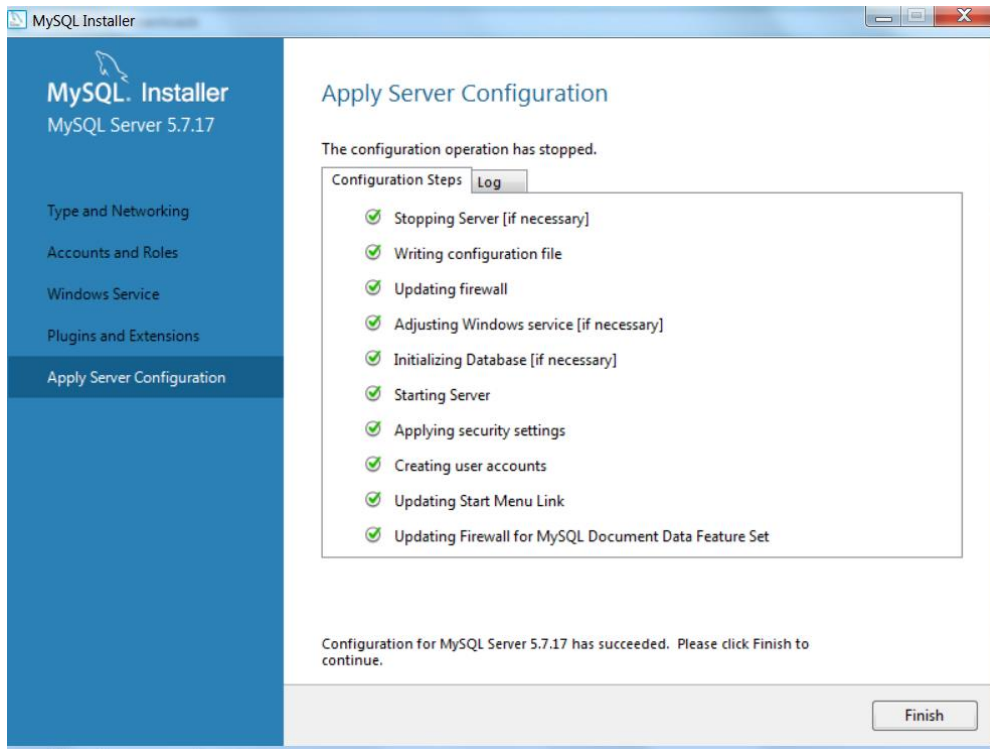 MySQL Installer
MySQL. Installer
MySQL Server 5.7.17
Type and Networking
Accounts and Roles
Windows Service
Plugins and Extensions
Apply Server Configuration
Apply Server Configuration
The configuration operation has stopped.
Configuration Steps Log
Stopping Server [if necessary]
Writing configuration file
Updating firewall
Adjusting Windows service [if necessary]
Initializing Database [if necessary]
Starting Server
Applying security settings
Creating user accounts
Updating Start Menu Link
Updating Firewall for MySQL Document Data Feature Set
Configuration for MySQL Server 5.7.17 has succeeded. Please click Finish to
continue.
Finish